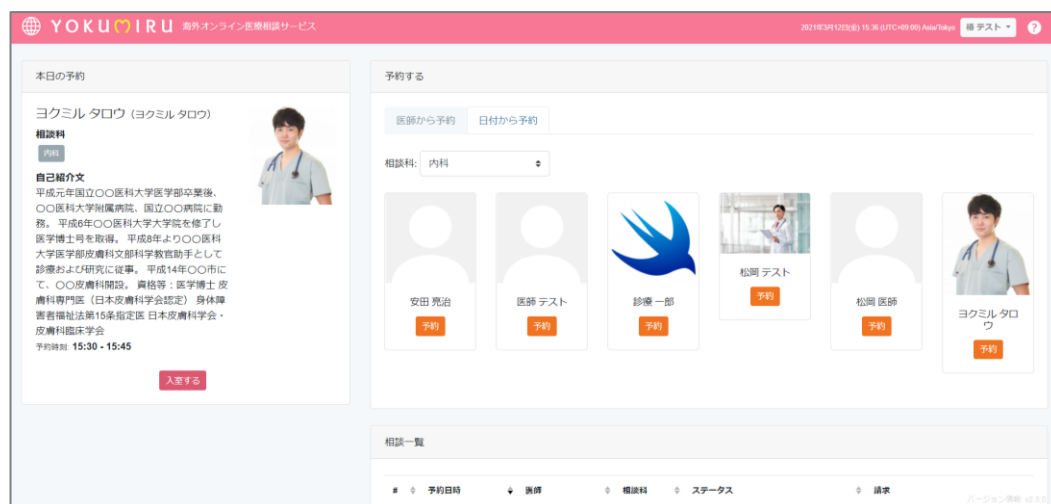 YOKUMIRU 海外オンライン医療相談サービス
2021年3月12日(金) 15:36 (UTC+09:00) Asia/Tokyo
椿 テスト
?
本日の予約
ヨクミル タロウ (ヨクミル タロウ)
相談科
内科
自己紹介文
平成元年国立〇〇医科大学医学部卒業後、
〇〇医科大学附属病院、国立〇〇病院に勤
務。 平成6年〇〇医科大学大学院を修了し
医学博士号を取得。 平成8年より〇〇医科
大学医学部皮膚科文部科学教官助手として
診療および研究に従事。 平成14年〇〇市に
て、〇〇皮膚科開設。 資格等：医学博士 皮
膚科専門医（日本皮膚科学会認定） 身体障
害者福祉法第15条指定医 日本皮膚科学会・
皮膚科臨床学会
予約時刻: 15:30 - 15:45
入室する
予約する
医師から予約 日付から予約
相談科: 内科
安田 亮治
予約
医師 テスト
予約
診療 一郎
予約
松岡 テスト
予約
松岡 医師
予約
ヨクミル タロ
ウ
予約
相談一覧
# 予約日時 医師 相談科 ステータス 請求
バージョン情報